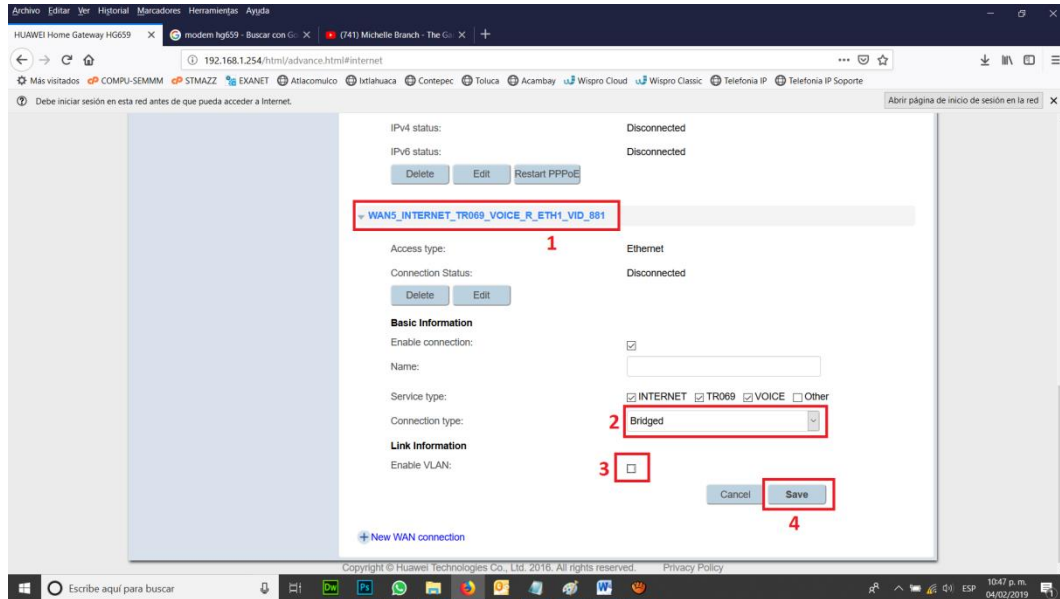 Archivo Editar Ver Historial Marcadores Herramientas Ayuda
HUAWEI Home Gateway HG659
modem hg659 - Buscar con Go
(741) Michelle Branch - The Ga
192.168.1.254/html/advance.html#internet
Más visitados COMPU-SEMMM STMAZZ EXANET Atlacomulco Ixtlahuaca Contepec Toluca Acambay Wispro Cloud Wispro Classic Telefonia IP Telefonia IP Soporte
Debe iniciar sesión en esta red antes de que pueda acceder a Internet. Abrir página de inicio de sesión en la red
IPv4 status: Disconnected
IPv6 status: Disconnected
Delete Edit Restart PPPoE
WAN5_INTERNET_TR069_VOICE_R_ETH1_VID_881
1
Access type: Ethernet
Connection Status: Disconnected
Delete Edit
Basic Information
Enable connection:
Name:
Service type: INTERNET TR069 VOICE Other
Connection type: 2 Bridged
Link Information
Enable VLAN: 3
Cancel Save
4
New WAN connection
Copyright © Huawei Technologies Co., Ltd. 2016. All rights reserved. Privacy Policy
Escribe aquí para buscar
Dw Ps W ESP 10:47 p. m.
04/02/2019